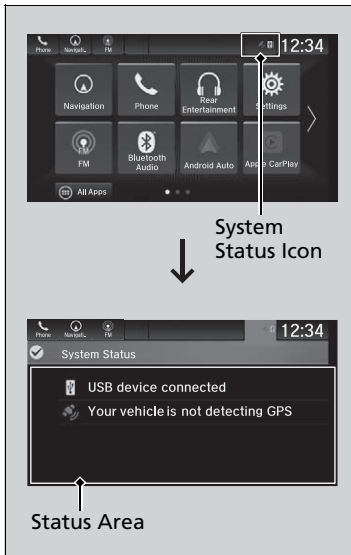 Phone Navigati.. FM 12:34
Navigation Phone Rear Entertainment Settings
FM Bluetooth Audio Android Auto Apple CarPlay
All Apps
System
Status Icon
Phone Navigati.. FM 12:34
System Status
USB device connected
Your vehicle is not detecting GPS
Status Area